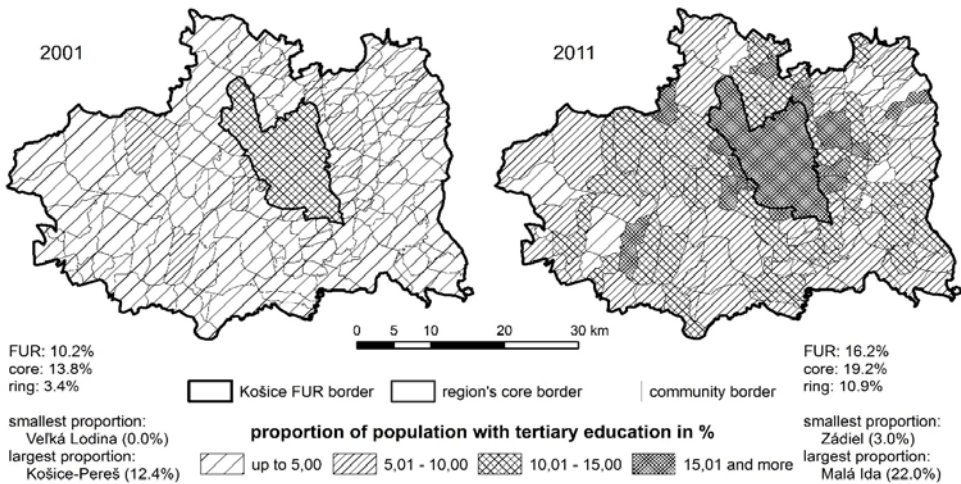 2001
2011
0 5 10 20 30 km
FUR: 10.2%
core: 13.8%
ring: 3.4%
smallest proportion:
Veľká Lodina (0.0%)
largest proportion:
Košice-Pereš (12.4%)
FUR: 16.2%
core: 19.2%
ring: 10.9%
smallest proportion:
Zádiel (3.0%)
largest proportion:
Malá Ida (22.0%)
Košice FUR border region's core border community border
proportion of population with tertiary education in %
up to 5,00 5,01 - 10,00 10,01 - 15,00 15,01 and more